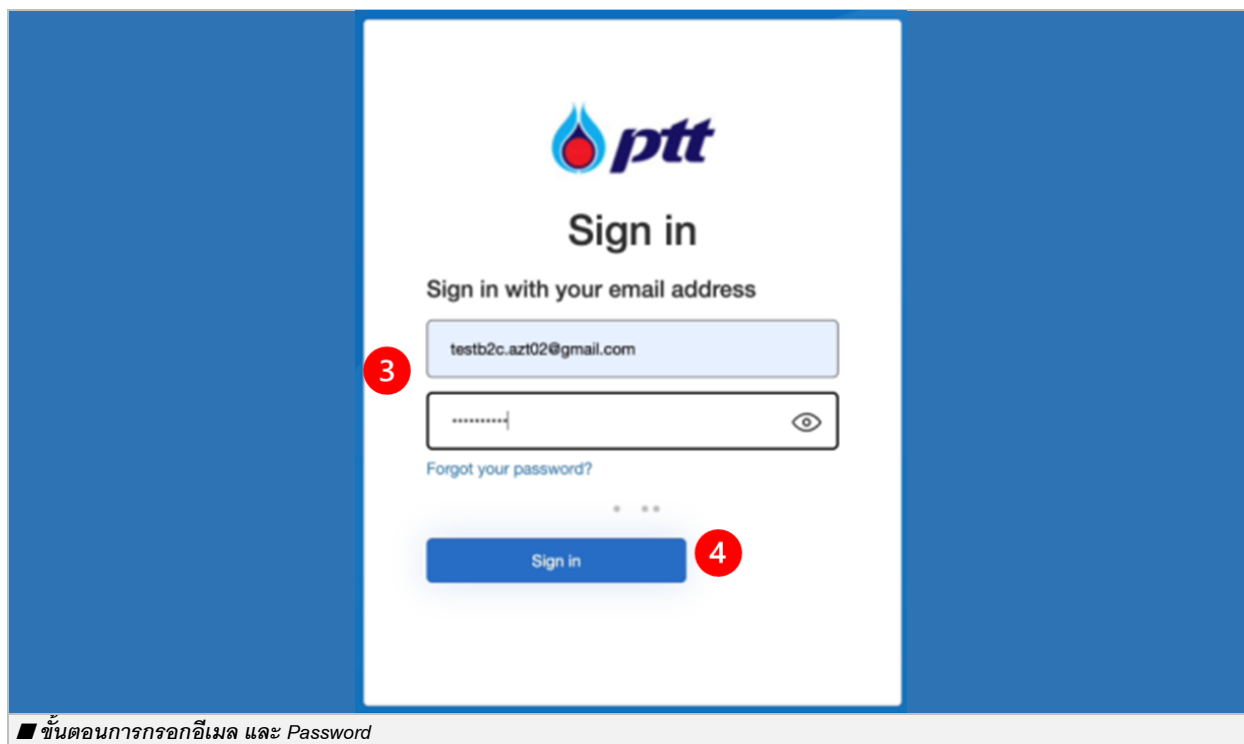 ptt
Sign in
Sign in with your email address
testb2c.azt02@gmail.com
3
••••••••••
Forgot your password?
Sign in
4
■ ขั้นตอนการกรอกอีเมล และ Password